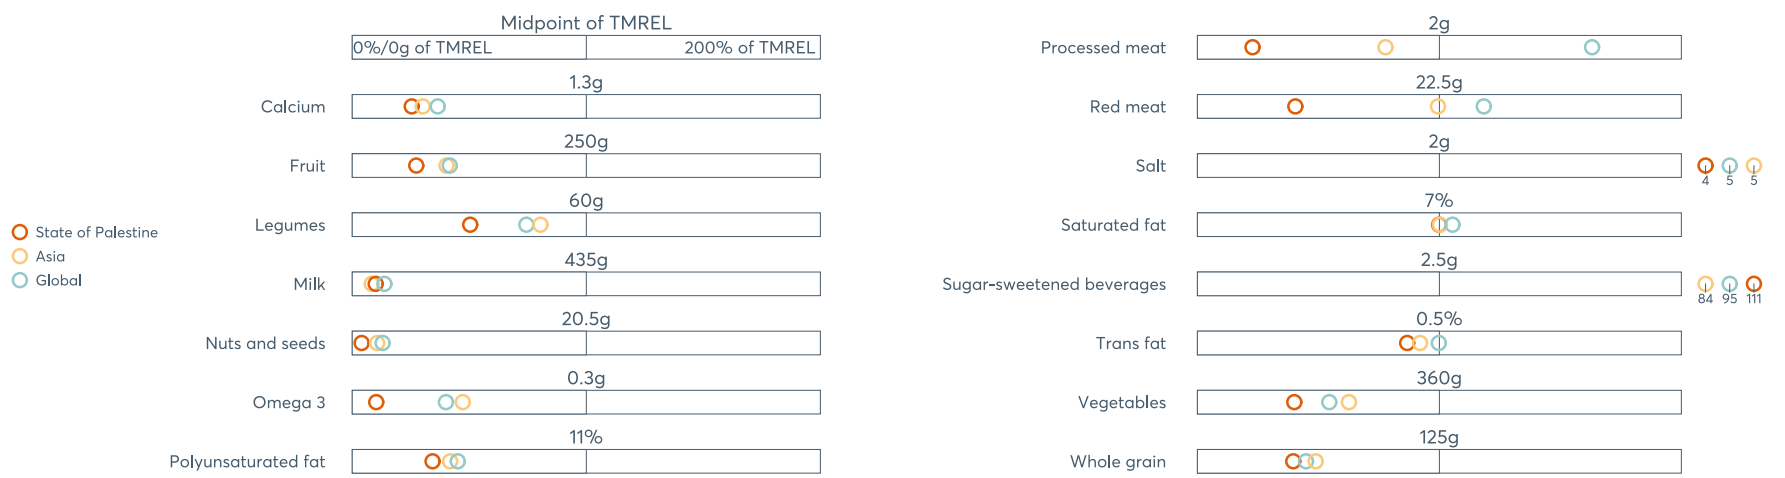 Midpoint of TMREL
0%/0g of TMREL 200% of TMREL
1.3g
Calcium
250g
Fruit
60g
Legumes
435g
Milk
20.5g
Nuts and seeds
0.3g
Omega 3
11%
Polyunsaturated fat
State of Palestine
Asia
Global
2g
Processed meat
22.5g
Red meat
2g
Salt
4 5 5
7%
Saturated fat
2.5g
Sugar-sweetened beverages
84 95 111
0.5%
Trans fat
360g
Vegetables
125g
Whole grain